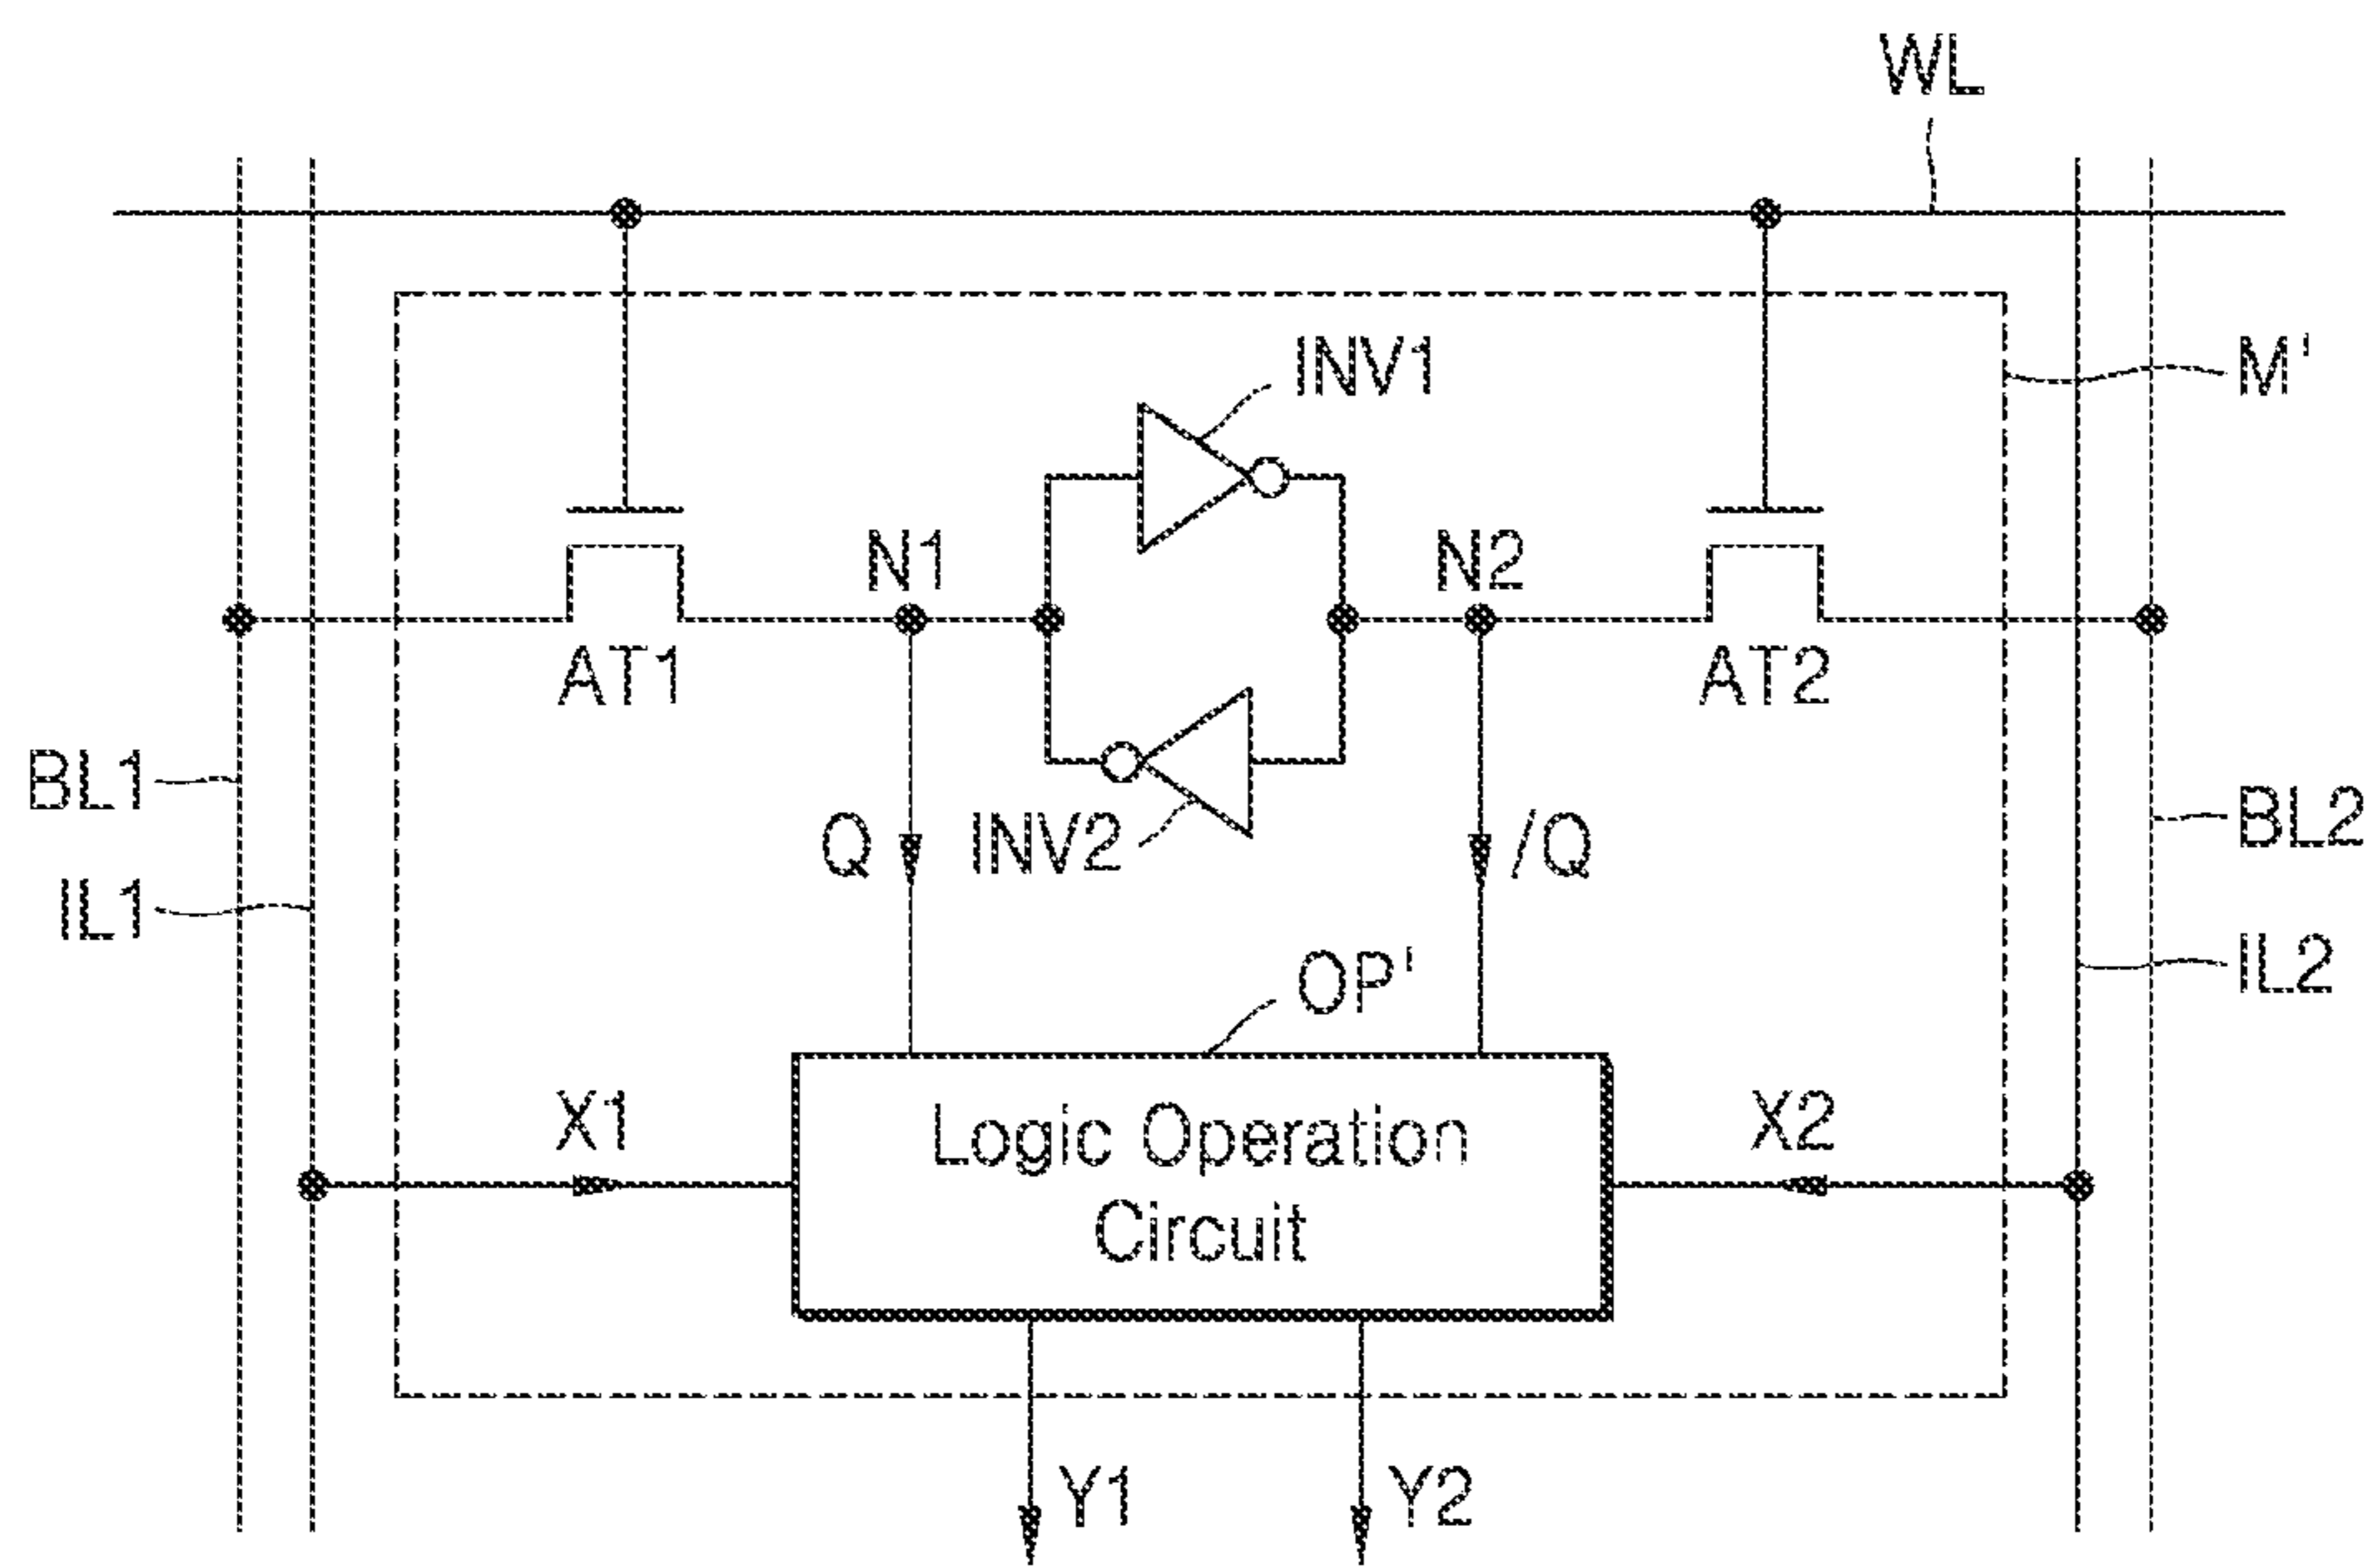 WL
INV1
M'
N1
N2
AT1
AT2
BL1
Q
INV2
/Q
BL2
IL1
OP'
IL2
X1
Logic Operation
Circuit
X2
Y1
Y2